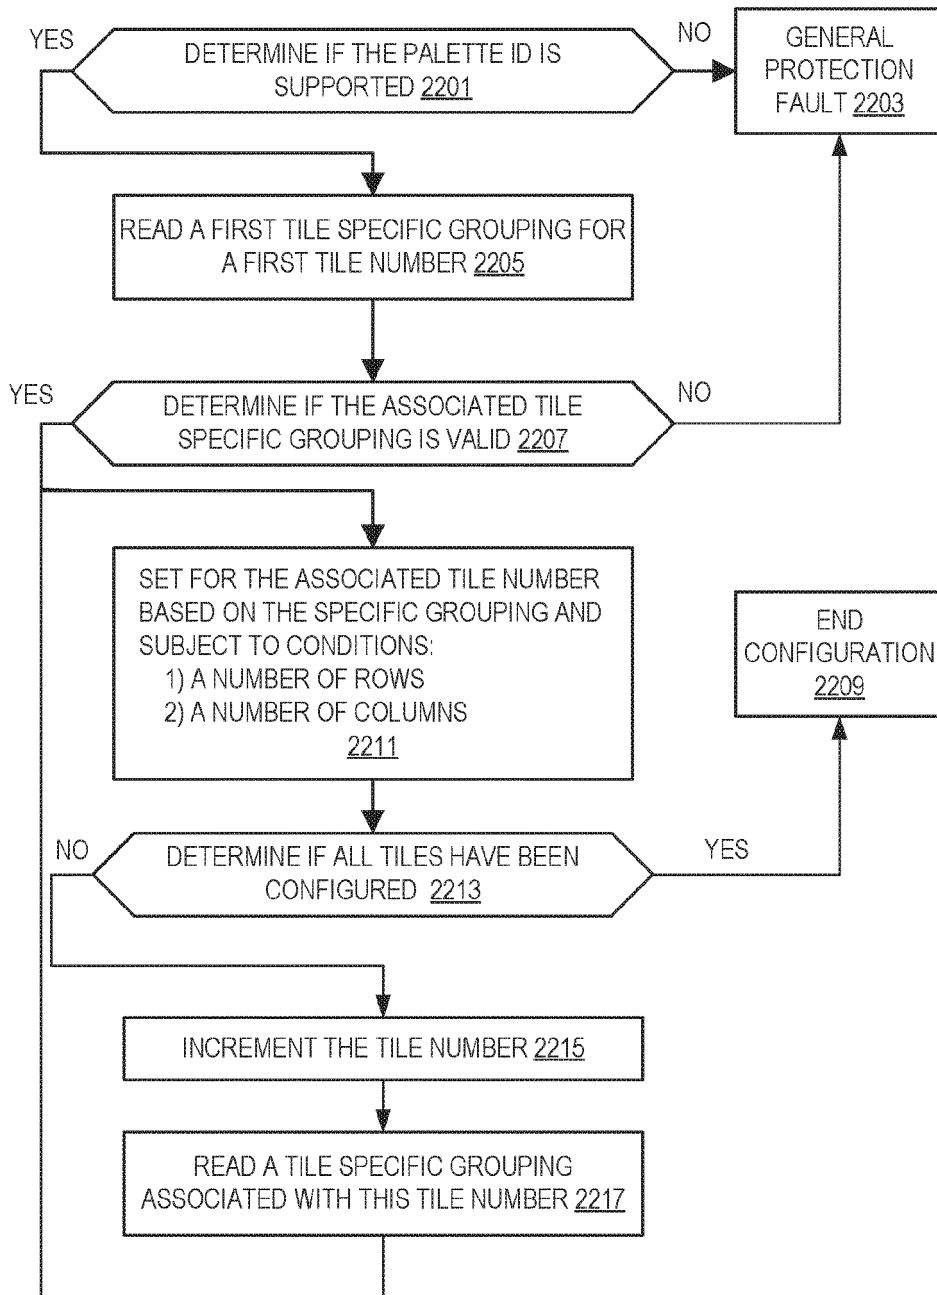 YES
DETERMINE IF THE PALETTE ID IS
SUPPORTED 2201
NO
GENERAL
PROTECTION
FAULT 2203
READ A FIRST TILE SPECIFIC GROUPING FOR
A FIRST TILE NUMBER 2205
YES
DETERMINE IF THE ASSOCIATED TILE
SPECIFIC GROUPING IS VALID 2207
NO
SET FOR THE ASSOCIATED TILE NUMBER
BASED ON THE SPECIFIC GROUPING AND
SUBJECT TO CONDITIONS:
1) A NUMBER OF ROWS
2) A NUMBER OF COLUMNS
2211
END
CONFIGURATION
2209
NO
DETERMINE IF ALL TILES HAVE BEEN
CONFIGURED 2213
YES
INCREMENT THE TILE NUMBER 2215
READ A TILE SPECIFIC GROUPING
ASSOCIATED WITH THIS TILE NUMBER 2217